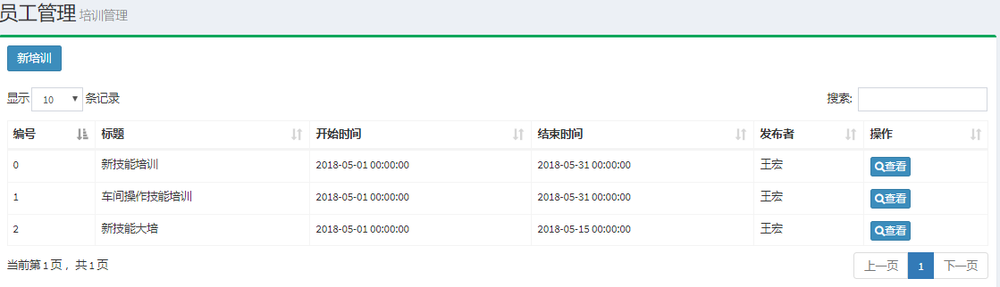 员工管理 培训管理
新培训
显示 10 条记录 搜索:
编号 标题 开始时间 结束时间 发布者 操作
0 新技能培训 2018-05-01 00:00:00 2018-05-31 00:00:00 王宏 查看
1 车间操作技能培训 2018-05-01 00:00:00 2018-05-31 00:00:00 王宏 查看
2 新技能大培 2018-05-01 00:00:00 2018-05-15 00:00:00 王宏 查看
当前第 1 页，共 1 页 上一页 1 下一页